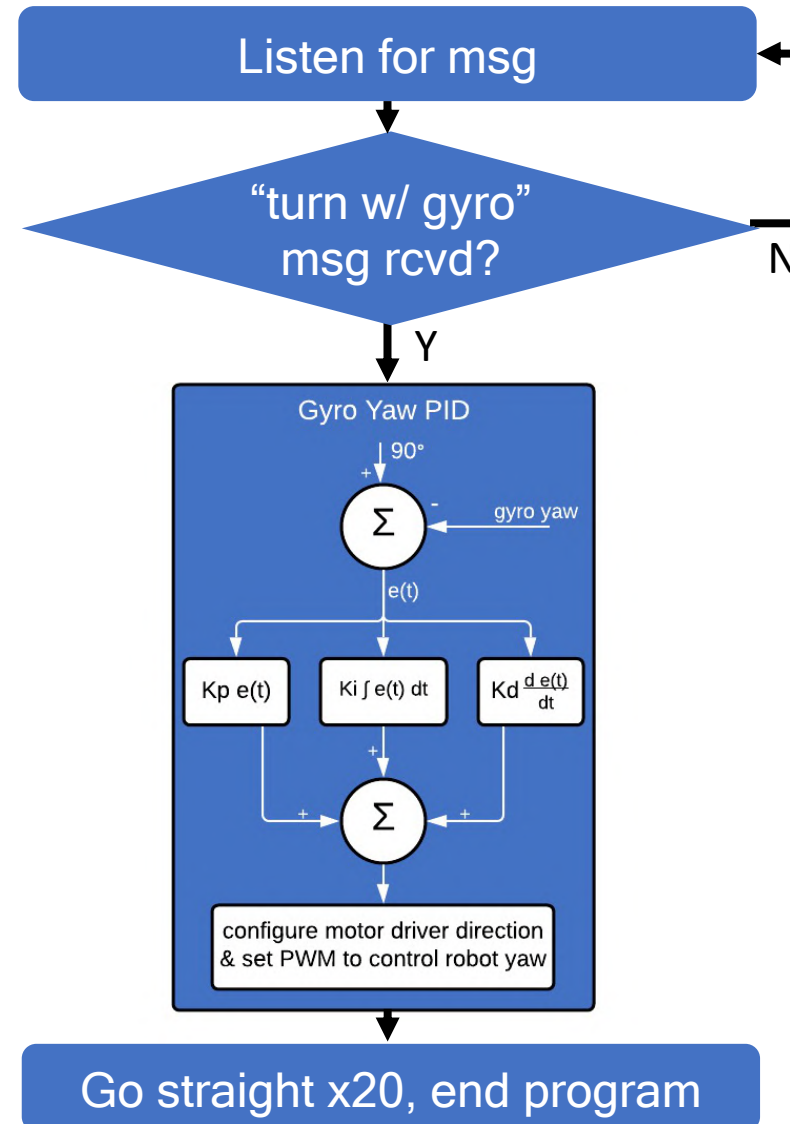 Listen for msg
“turn w/ gyro”
msg rcvd?
N
Y
Gyro Yaw PID
90°
+
-
Σ
gyro yaw
e(t)
Kp e(t)
Ki ∫ e(t) dt
Kd d e(t)
dt
+
Σ
+
+
configure motor driver direction
& set PWM to control robot yaw
Go straight x20, end program